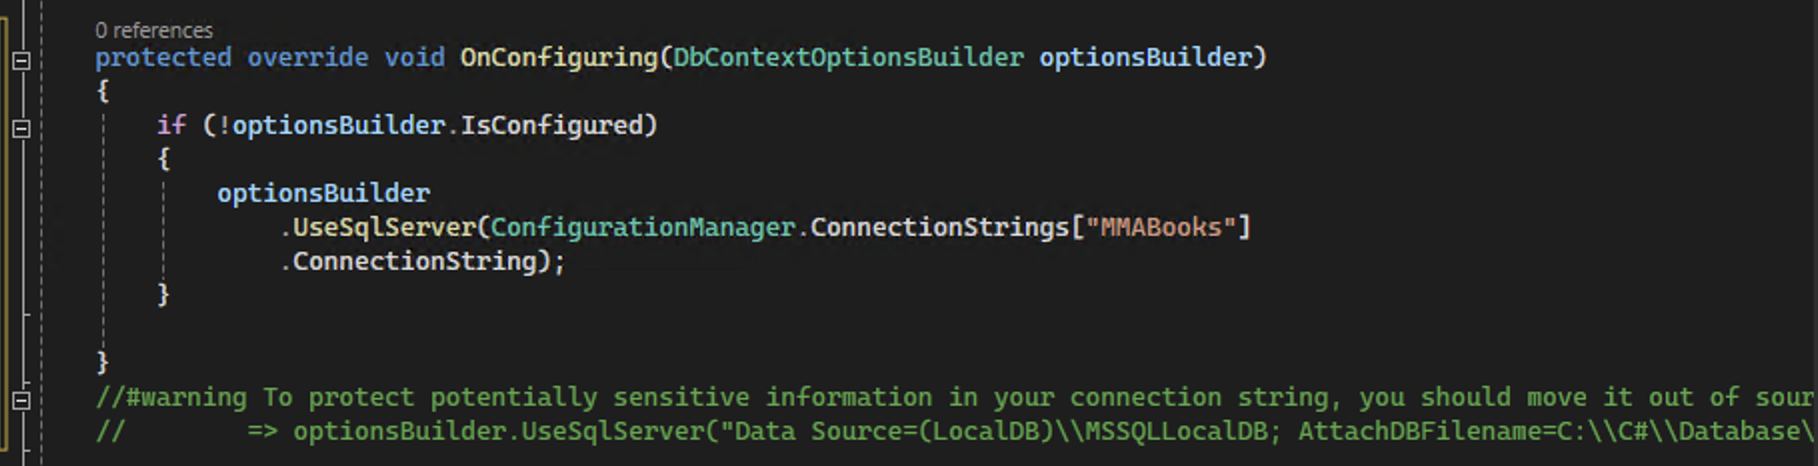 0 references
protected override void OnConfiguring(DbContextOptionsBuilder optionsBuilder)
{
if (!optionsBuilder.IsConfigured)
{
optionsBuilder
.UseSqlServer(ConfigurationManager.ConnectionStrings["MMABooks"]
.ConnectionString);
}
}
//#warning To protect potentially sensitive information in your connection string, you should move it out of sour
//        => optionsBuilder.UseSqlServer("Data Source=(LocalDB)\\MSSQLLocalDB; AttachDBFilename=C:\\C#\\Database\